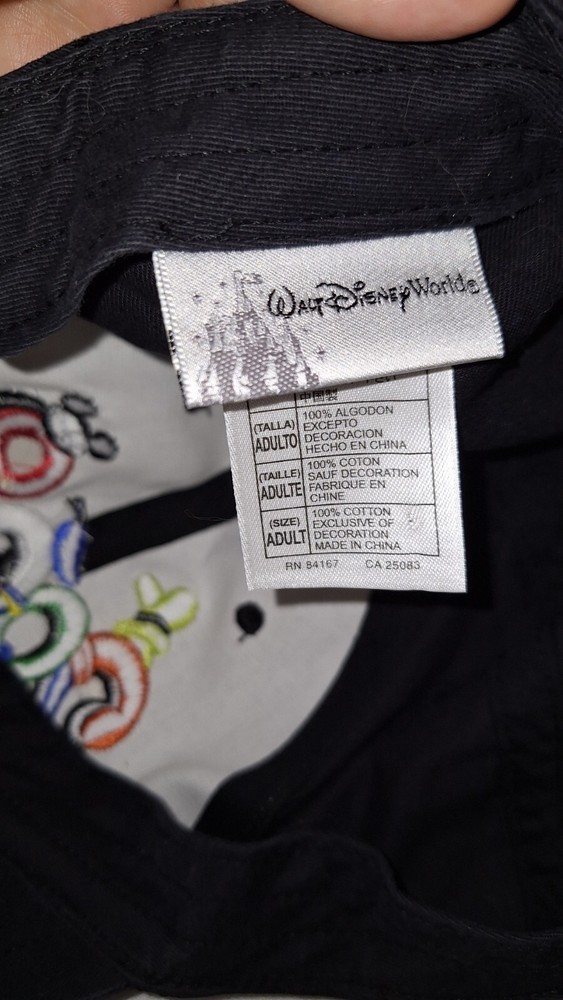 WALT DISNEY World®
中国製
(TALLA)
ADULTO
100% ALGODON
EXCEPTO
DECORACION
HECHO EN CHINA
(TAILLE)
ADULTE
100% COTON
SAUF DECORATION
FABRIQUE EN
CHINE
(SIZE)
ADULT
100% COTTON
EXCLUSIVE OF
DECORATION
MADE IN CHINA
RN 84167 CA 25083